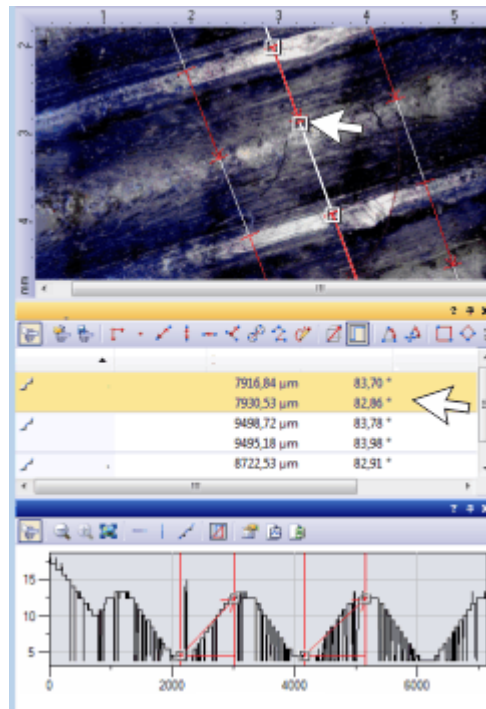 1 2 3 4 5
2
3
4
mm
7916,84 µm 83,70 °
7930,53 µm 82,86 °
9498,72 µm 83,78 °
9495,18 µm 83,98 °
8722,53 µm 82,91 °
15
10
5
0 2000 4000 6000